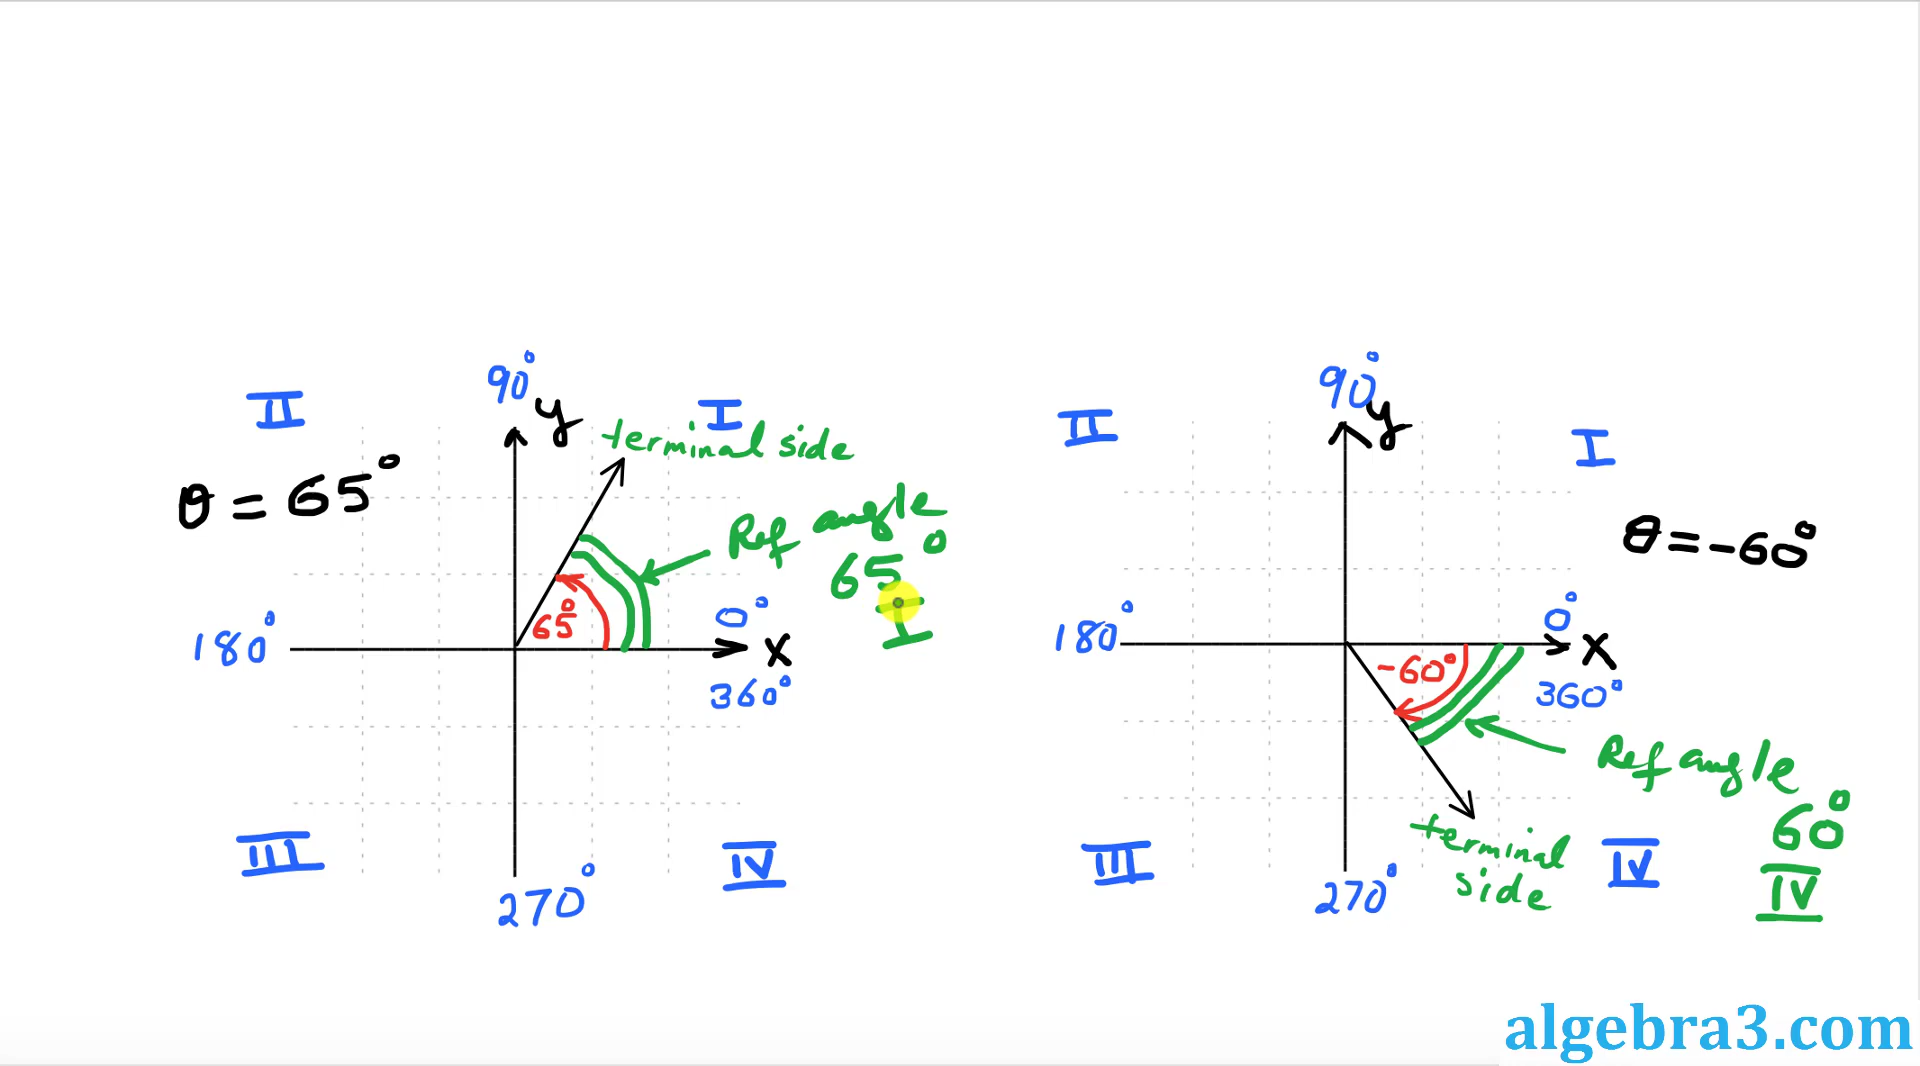 90°
y
II
I
terminal side
θ = 65°
Ref angle
65°
I
65°
180°
0°
x
360°
III
IV
270°
90°
y
II
I
θ = -60°
180°
0°
x
-60°
360°
Ref angle
60°
IV
terminal
side
III
IV
270°
algebra3.com